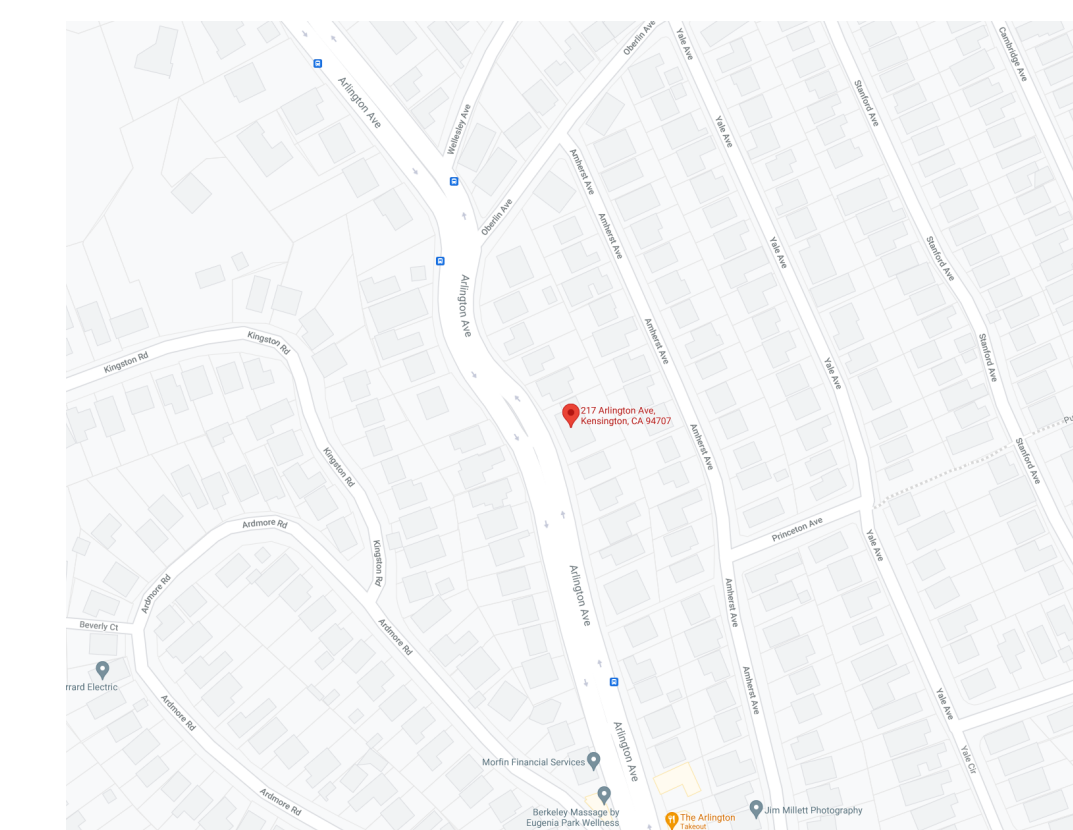 Oberlin Ave
Yale Ave
Cambridge Ave
Arlington Ave
Stanford Ave
Wellesley Ave
Yale Ave
Amherst Ave
Oberlin Ave
Amherst Ave
Yale Ave
Stanford Ave
Arlington Ave
Kingston Rd
Kingston Rd
Amherst Ave
Stanford Ave
Yale Ave
217 Arlington Ave,
Kensington, CA 94707
Amherst Ave
Stanford Ave
Kingston Rd
Ardmore Rd
Princeton Ave
Yale Ave
Kingston Rd
Ardmore Rd
Arlington Ave
Amherst Ave
Beverly Ct
Ardmore Rd
rrard Electric
Amherst Ave
Yale Ave
Ardmore Rd
Arlington Ave
Yale Cir
Morfin Financial Services
Ardmore Rd
Berkeley Massage by
Eugenia Park Wellness
The Arlington
Takeout
Jim Millett Photography